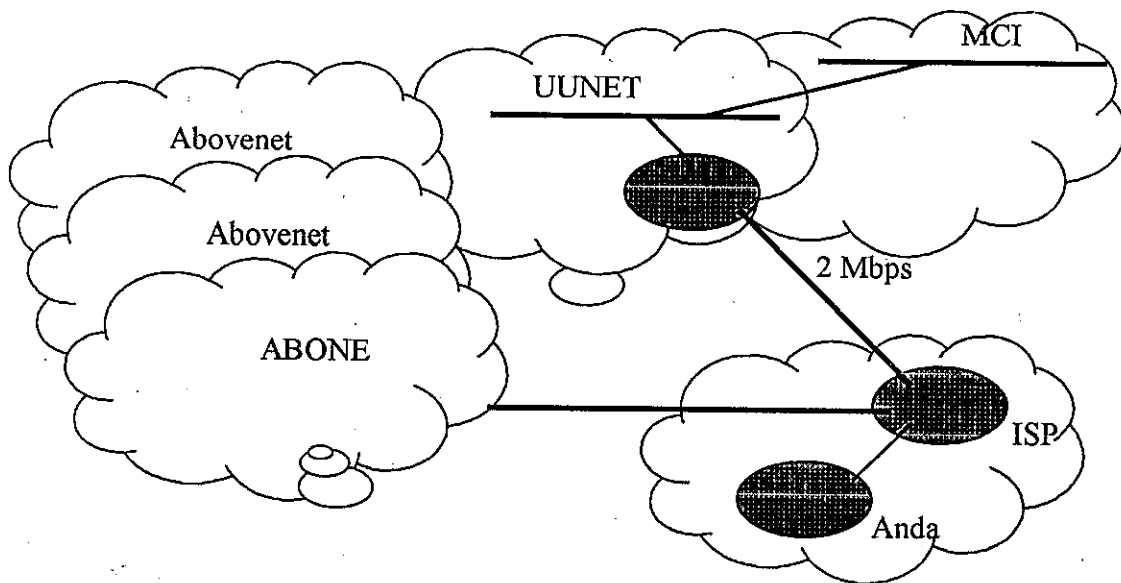 MCI
UUNET
Abovenet
Abovenet
2 Mbps
ABONE
ISP
Anda